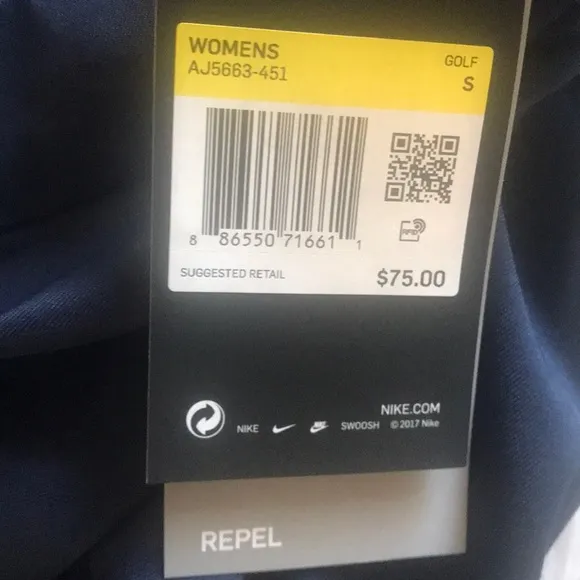 WOMENS
AJ5663-451
GOLF
S
8 86550 71661 1
RFID
SUGGESTED RETAIL
$75.00
NIKE.COM
NIKE
SWOOSH © 2017 Nike
REPEL